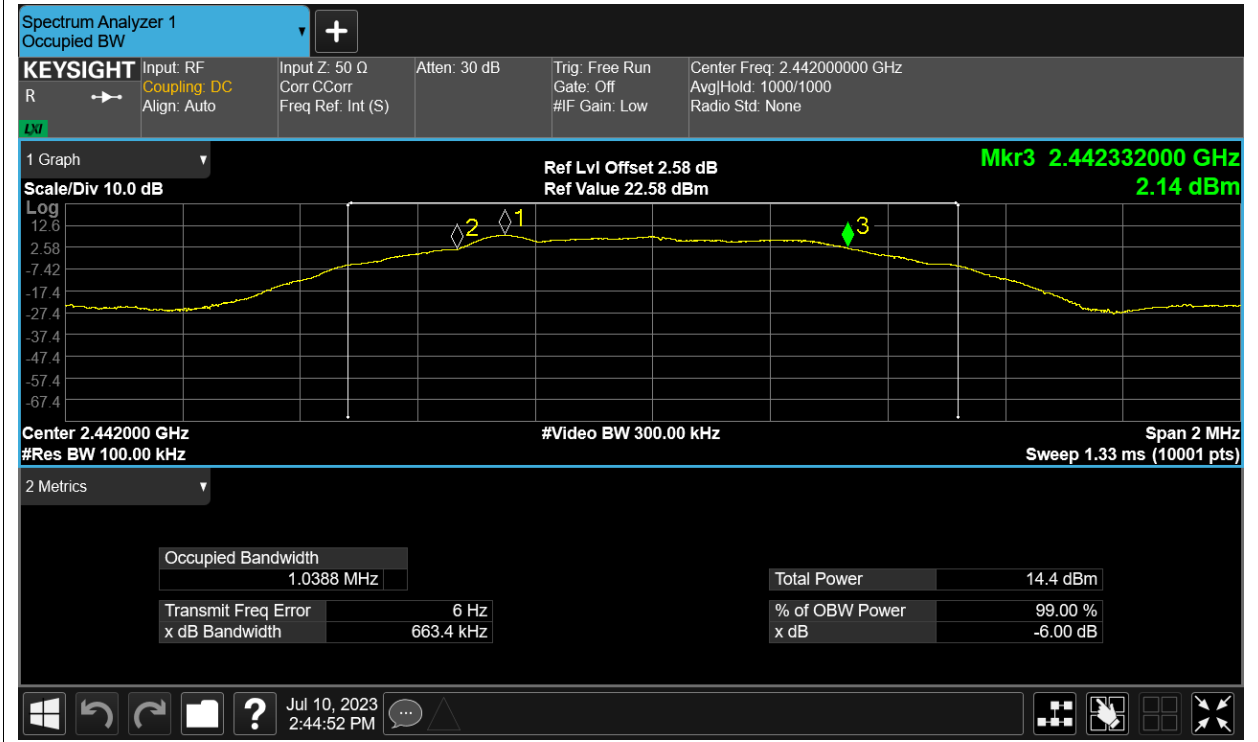 Spectrum Analyzer 1
Occupied BW
KEYSIGHT
R
LXI
Input: RF
Coupling: DC
Align: Auto
Input Z: 50 Ω
Corr CCorr
Freq Ref: Int (S)
Atten: 30 dB
Trig: Free Run
Gate: Off
#IF Gain: Low
Center Freq: 2.442000000 GHz
Avg|Hold: 1000/1000
Radio Std: None
1 Graph
Scale/Div 10.0 dB
Ref Lvl Offset 2.58 dB
Ref Value 22.58 dBm
Mkr3 2.442332000 GHz
2.14 dBm
Log
12.6
2.58
-7.42
-17.4
-27.4
-37.4
-47.4
-57.4
-67.4
2
1
3
Center 2.442000 GHz
#Res BW 100.00 kHz
#Video BW 300.00 kHz
Span 2 MHz
Sweep 1.33 ms (10001 pts)
2 Metrics
Occupied Bandwidth
1.0388 MHz
Transmit Freq Error 6 Hz
x dB Bandwidth 663.4 kHz
Total Power 14.4 dBm
% of OBW Power 99.00 %
x dB -6.00 dB
?
Jul 10, 2023
2:44:52 PM